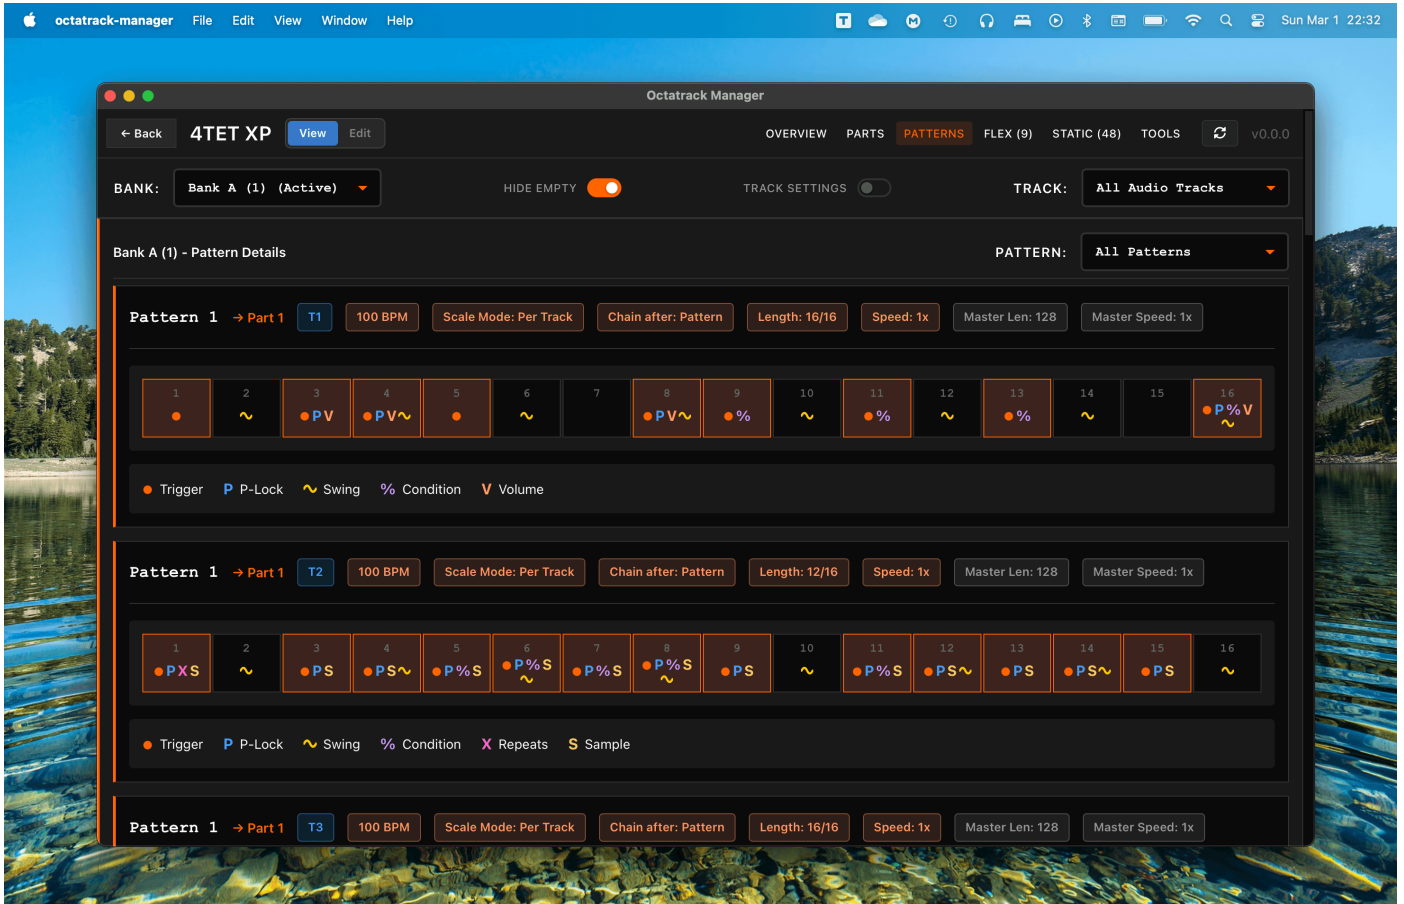 octatrack-manager File Edit View Window Help Sun Mar 1 22:32
Octatrack Manager
← Back 4TET XP View Edit OVERVIEW PARTS PATTERNS FLEX (9) STATIC (48) TOOLS v0.0.0
BANK: Bank A (1) (Active) HIDE EMPTY TRACK SETTINGS TRACK: All Audio Tracks
Bank A (1) - Pattern Details PATTERN: All Patterns
Pattern 1 → Part 1 T1 100 BPM Scale Mode: Per Track Chain after: Pattern Length: 16/16 Speed: 1x Master Len: 128 Master Speed: 1x
1 2 3 4 5 6 7 8 9 10 11 12 13 14 15 16
● ~ ●PV ●PV~ ● ~ ●PV~ ●% ~ ●% ~ ●% ~ ●P%V~
● Trigger P P-Lock ~ Swing % Condition V Volume
Pattern 1 → Part 1 T2 100 BPM Scale Mode: Per Track Chain after: Pattern Length: 12/16 Speed: 1x Master Len: 128 Master Speed: 1x
1 2 3 4 5 6 7 8 9 10 11 12 13 14 15 16
●PXS ~ ●PS ●PS~ ●P%S ●P%S~ ●P%S ●P%S~ ●PS ~ ●P%S ●PS~ ●PS ●PS~ ●PS ~
● Trigger P P-Lock ~ Swing % Condition X Repeats S Sample
Pattern 1 → Part 1 T3 100 BPM Scale Mode: Per Track Chain after: Pattern Length: 16/16 Speed: 1x Master Len: 128 Master Speed: 1x